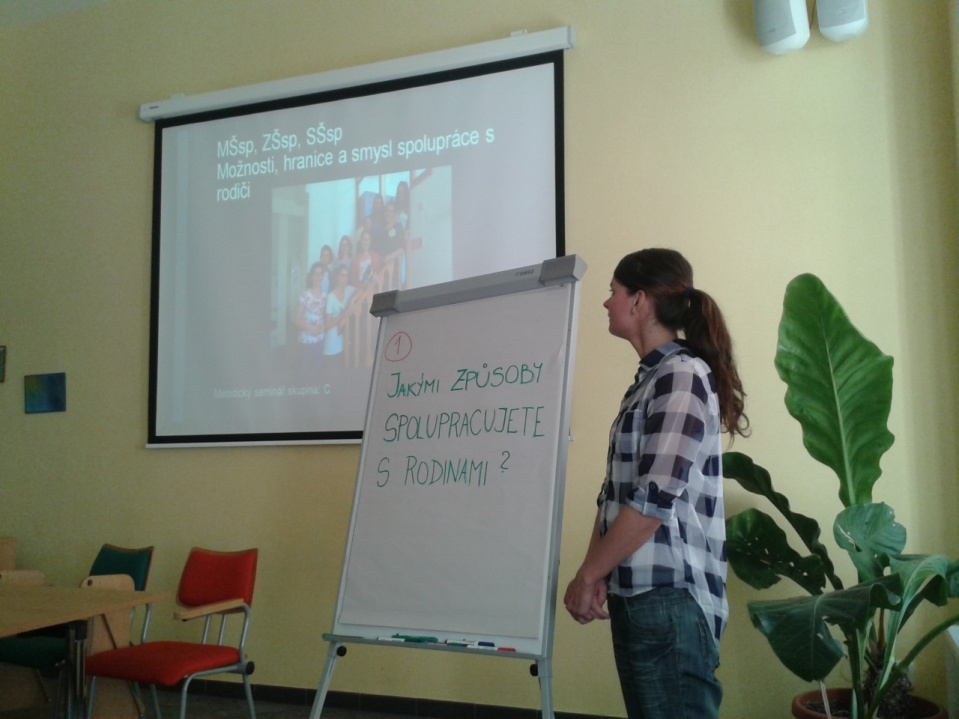 MŠsp, ZŠsp, SŠsp
Možnosti, hranice a smysl spolupráce s
rodiči
Metodický seminář skupina: C
1
JAKÝMI ZPŮSOBY
SPOLUPRACUJETE
S RODINAMI?